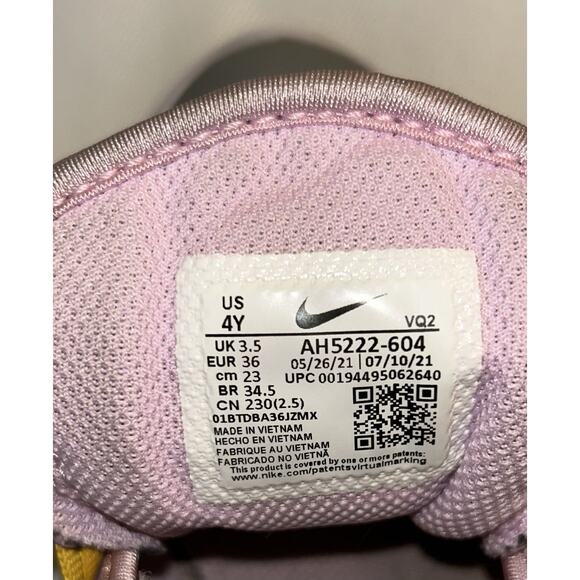 US
4Y
VQ2
UK 3.5
AH5222-604
EUR 36
05/26/21 07/10/21
cm 23
UPC 00194495062640
BR 34.5
CN 230(2.5)
01BTDBA36JZMX
MADE IN VIETNAM
HECHO EN VIETNAM
FABRIQUE AU VIETNAM
FABRICADO NO VIETNÃ
This product is covered by one or more patents:
www.nike.com/patentsvirtualmarking